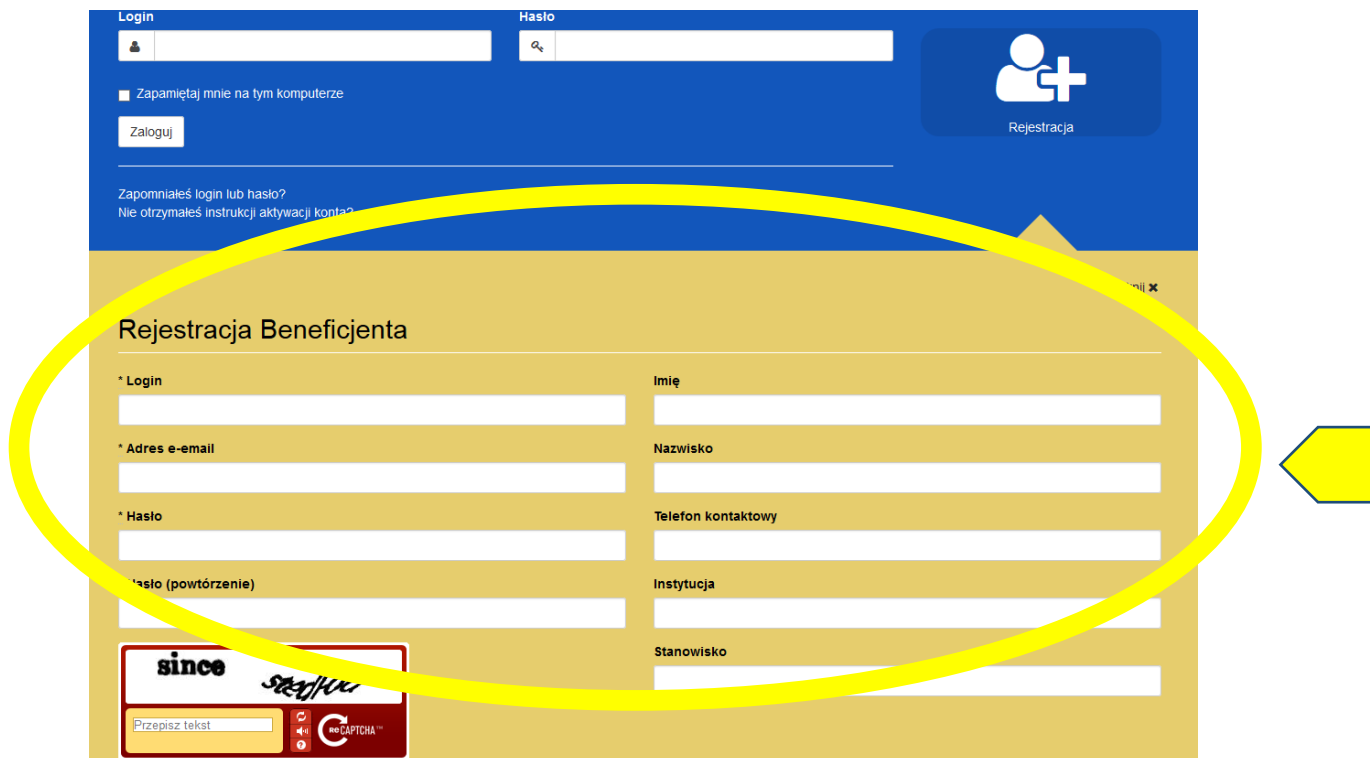 Login Hasło
Zapamiętaj mnie na tym komputerze
Zaloguj
Rejestracja
Zapomniałeś login lub hasło?
Nie otrzymałeś instrukcji aktywacji konta?
Rejestracja Beneficjenta
* Login
Imię
* Adres e-email
Nazwisko
* Hasło
Telefon kontaktowy
Hasło (powtórzenie)
Instytucja
Stanowisko
since
Przepisz tekst
reCAPTCHA™